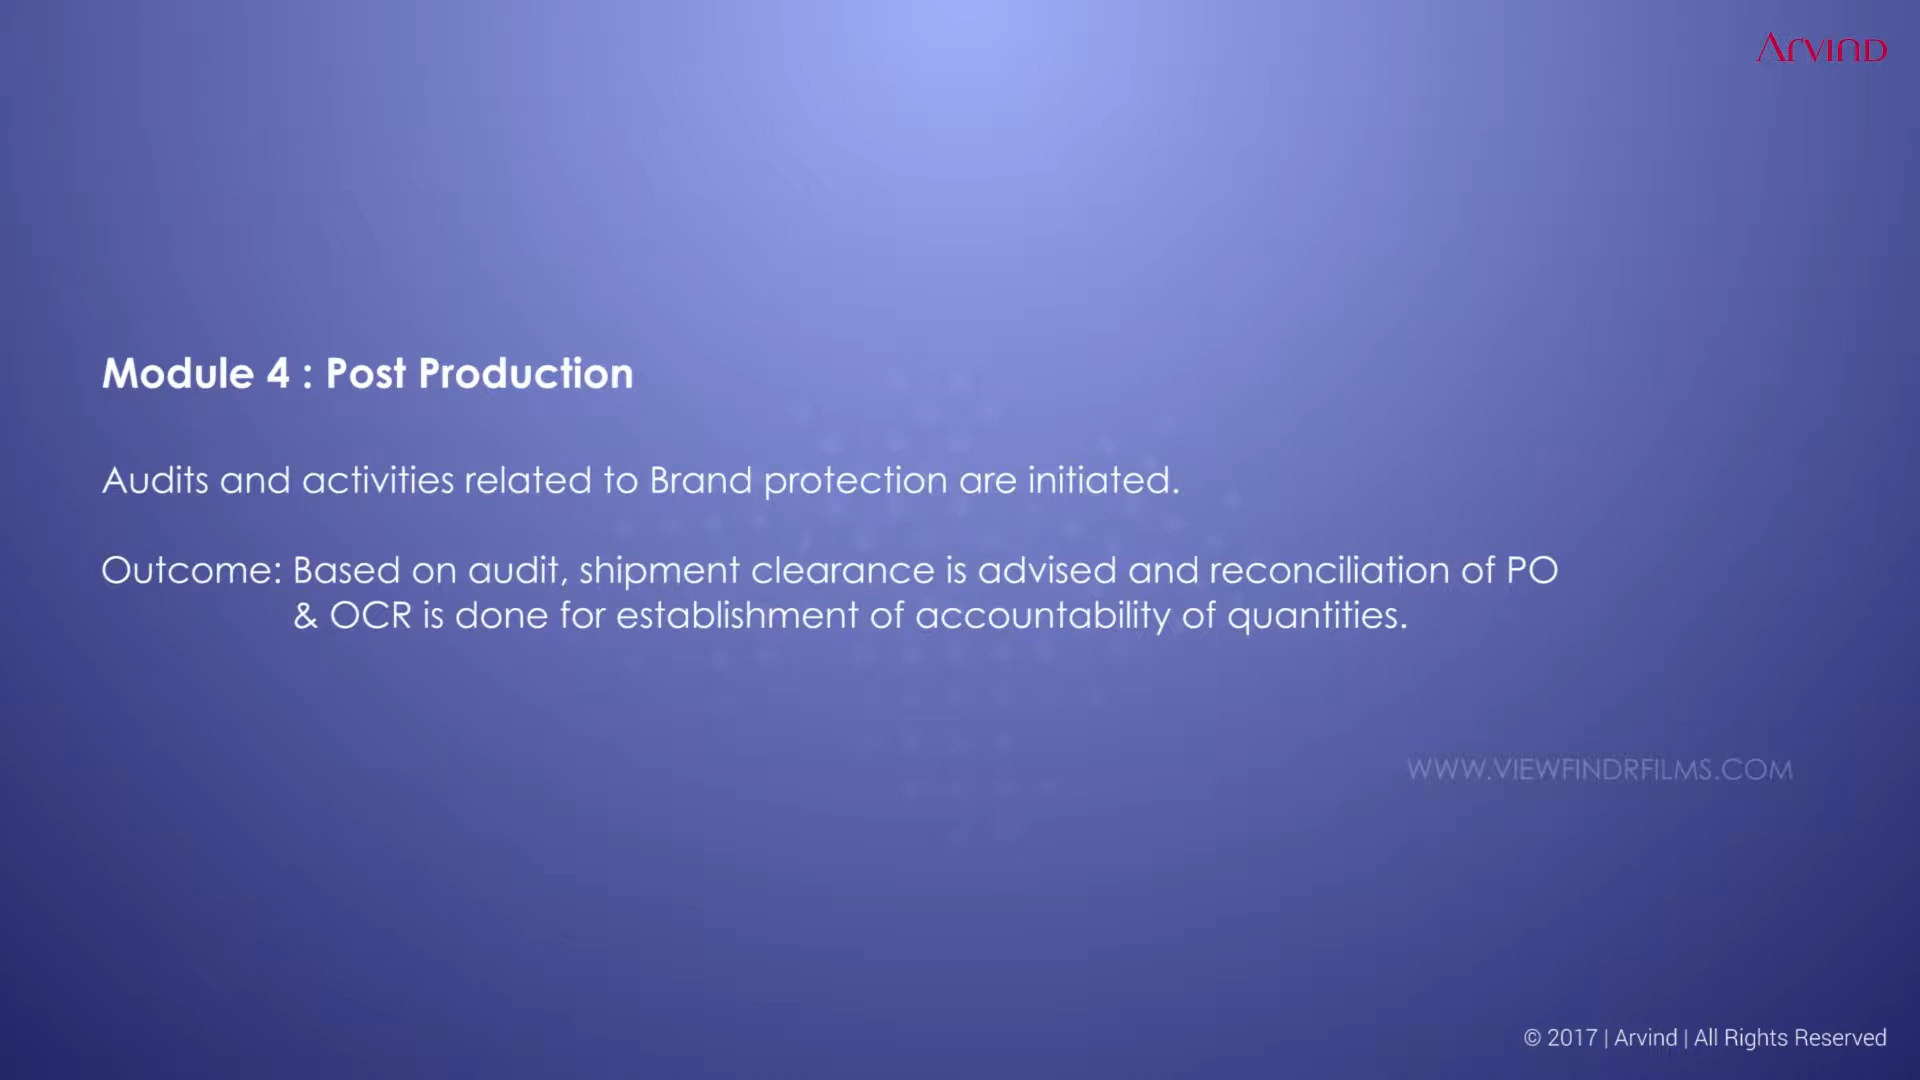 ARVIND
Module 4 : Post Production
Audits and activities related to Brand protection are initiated.
Outcome: Based on audit, shipment clearance is advised and reconciliation of PO
& OCR is done for establishment of accountability of quantities.
WWW.VIEWFINDRFILMS.COM
© 2017 | Arvind | All Rights Reserved